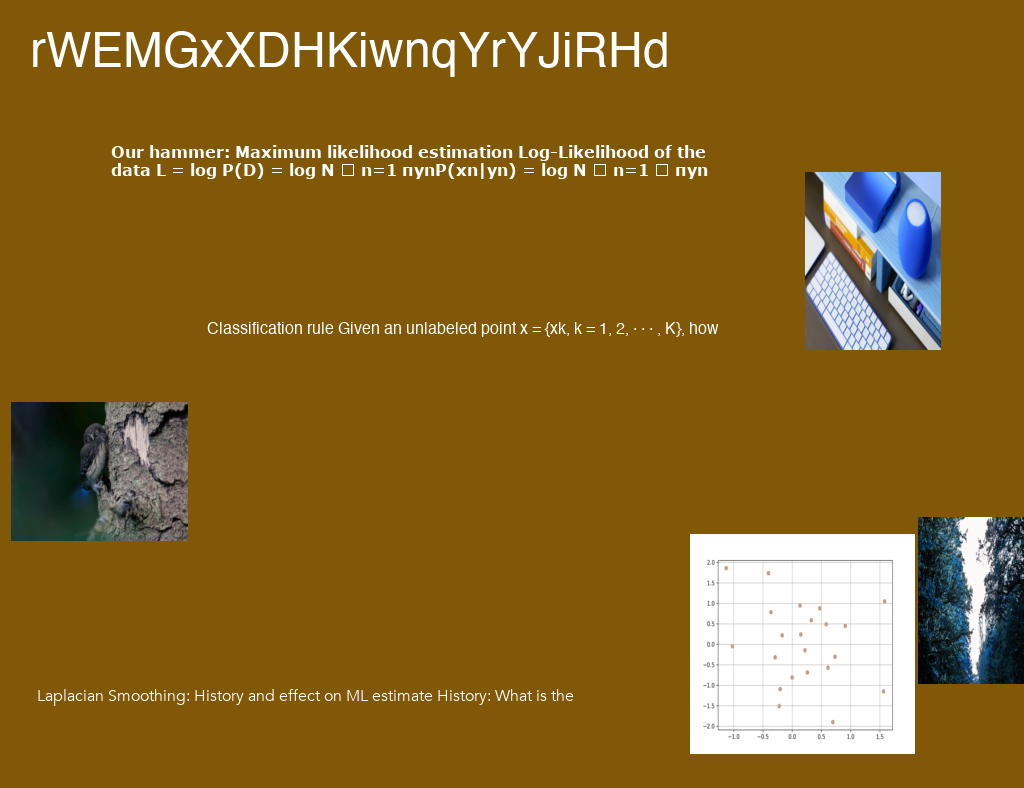 rWEMGxXDHKiwnqYrYJiRHd
Our hammer: Maximum likelihood estimation Log-Likelihood of the
data L = log P(D) = log N □ n=1 πynP(xn|yn) = log N □ n=1 □ πyn
Classification rule Given an unlabeled point x = {xk, k = 1, 2, · · · , K}, how
2.0
1.5
1.0
0.5
0.0
−0.5
−1.0
−1.5
−2.0
−1.0 −0.5 0.0 0.5 1.0 1.5
Laplacian Smoothing: History and effect on ML estimate History: What is the